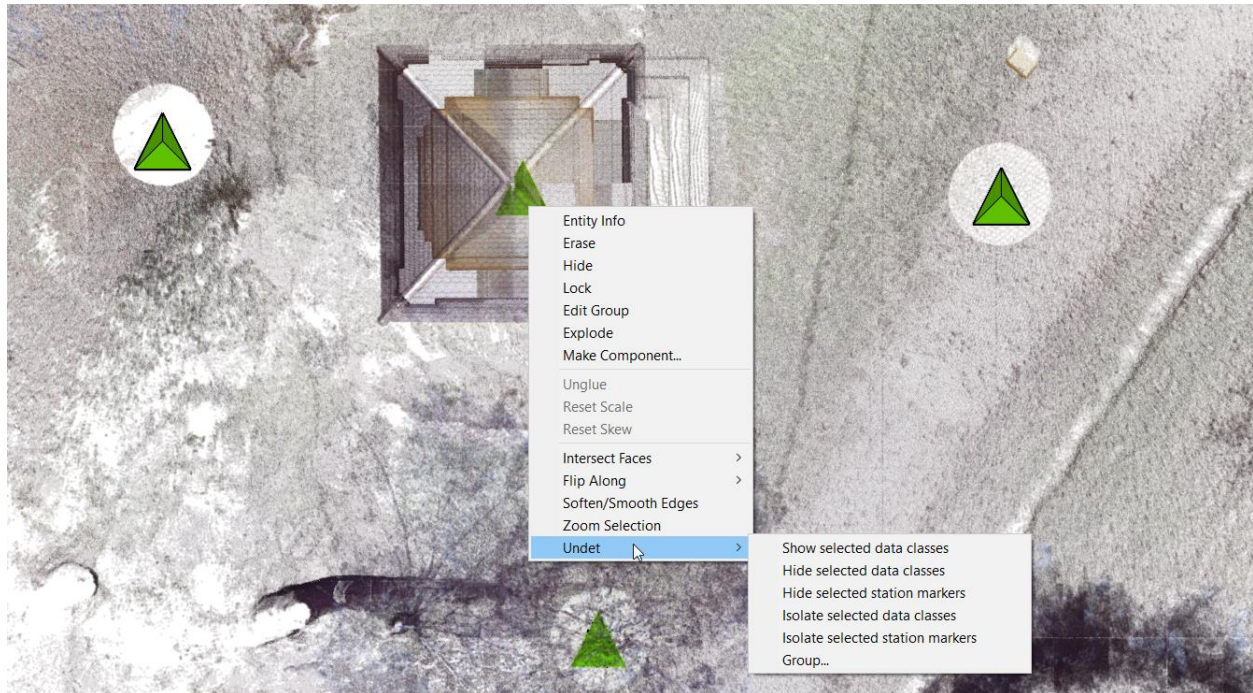 Entity Info
Erase
Hide
Lock
Edit Group
Explode
Make Component...
Unglue
Reset Scale
Reset Skew
Intersect Faces
Flip Along
Soften/Smooth Edges
Zoom Selection
Undet
Show selected data classes
Hide selected data classes
Hide selected station markers
Isolate selected data classes
Isolate selected station markers
Group...